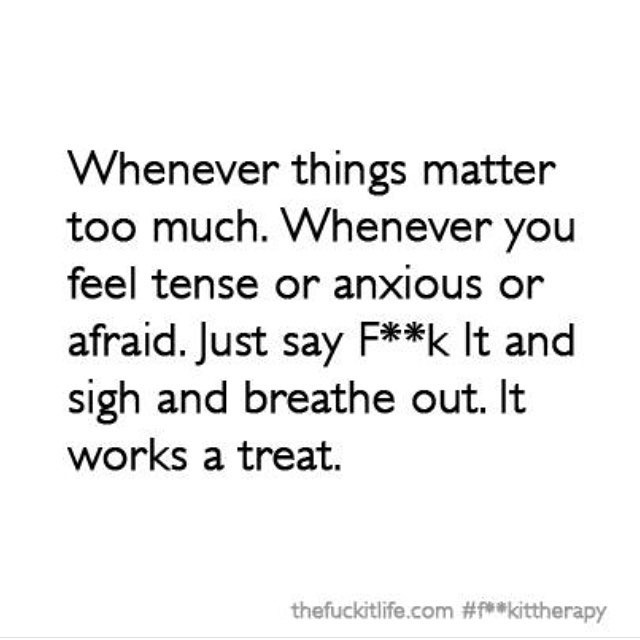 Whenever things matter
too much. Whenever you
feel tense or anxious or
afraid. Just say F**k It and
sigh and breathe out. It
works a treat.
thefuckitlife.com #f**kittherapy